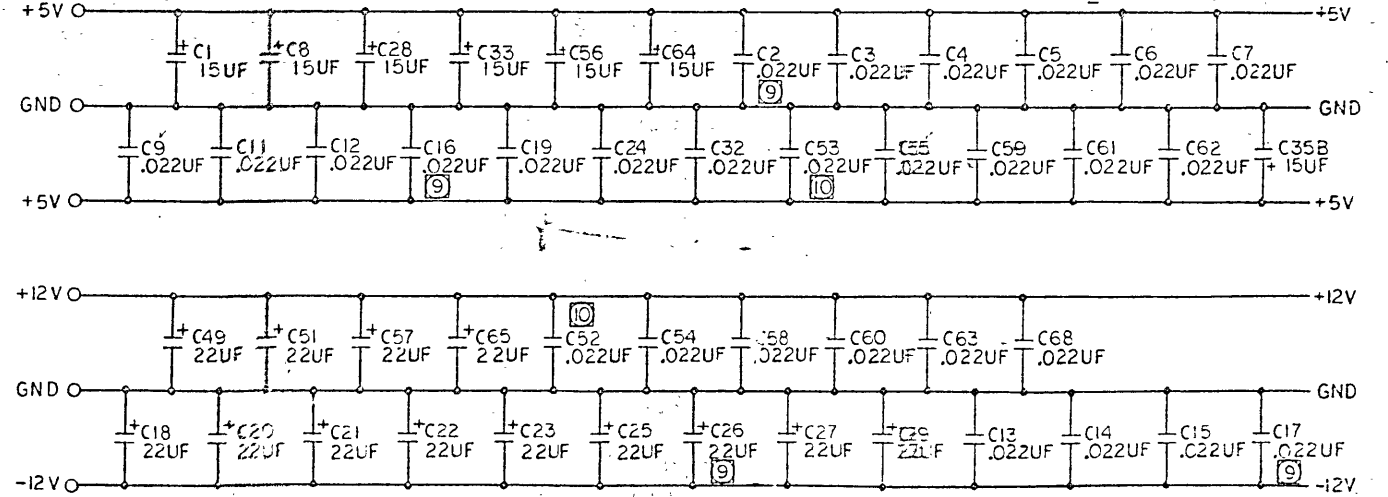 +5V +5V
+ C1 + C8 + C28 + C33 + C56 + C64 C2 C3 C4 C5 C6 C7
15UF 15UF 15UF 15UF 15UF 15UF .022UF .022UF .022UF .022UF .022UF .022UF
9
GND GND
C9 C11 C12 C16 C19 C24 C32 C53 C55 C59 C61 C62 C35B
.022UF .022UF .022UF .022UF .022UF .022UF .022UF .022UF .022UF .022UF .022UF .022UF + 15UF
9 10
+5V +5V
+12V +12V
10
+ C49 + C51 + C57 + C65 C52 C54 C58 C60 C63 C68
22UF 22UF 22UF 22UF .022UF .022UF .022UF .022UF .022UF .022UF
GND GND
+ C18 + C20 + C21 + C22 + C23 + C25 + C26 + C27 + C29 C13 C14 C15 C17
22UF 22UF 22UF 22UF 22UF 22UF 22UF 22UF 22UF .022UF .022UF .022UF .022UF
9 9
-12V -12V